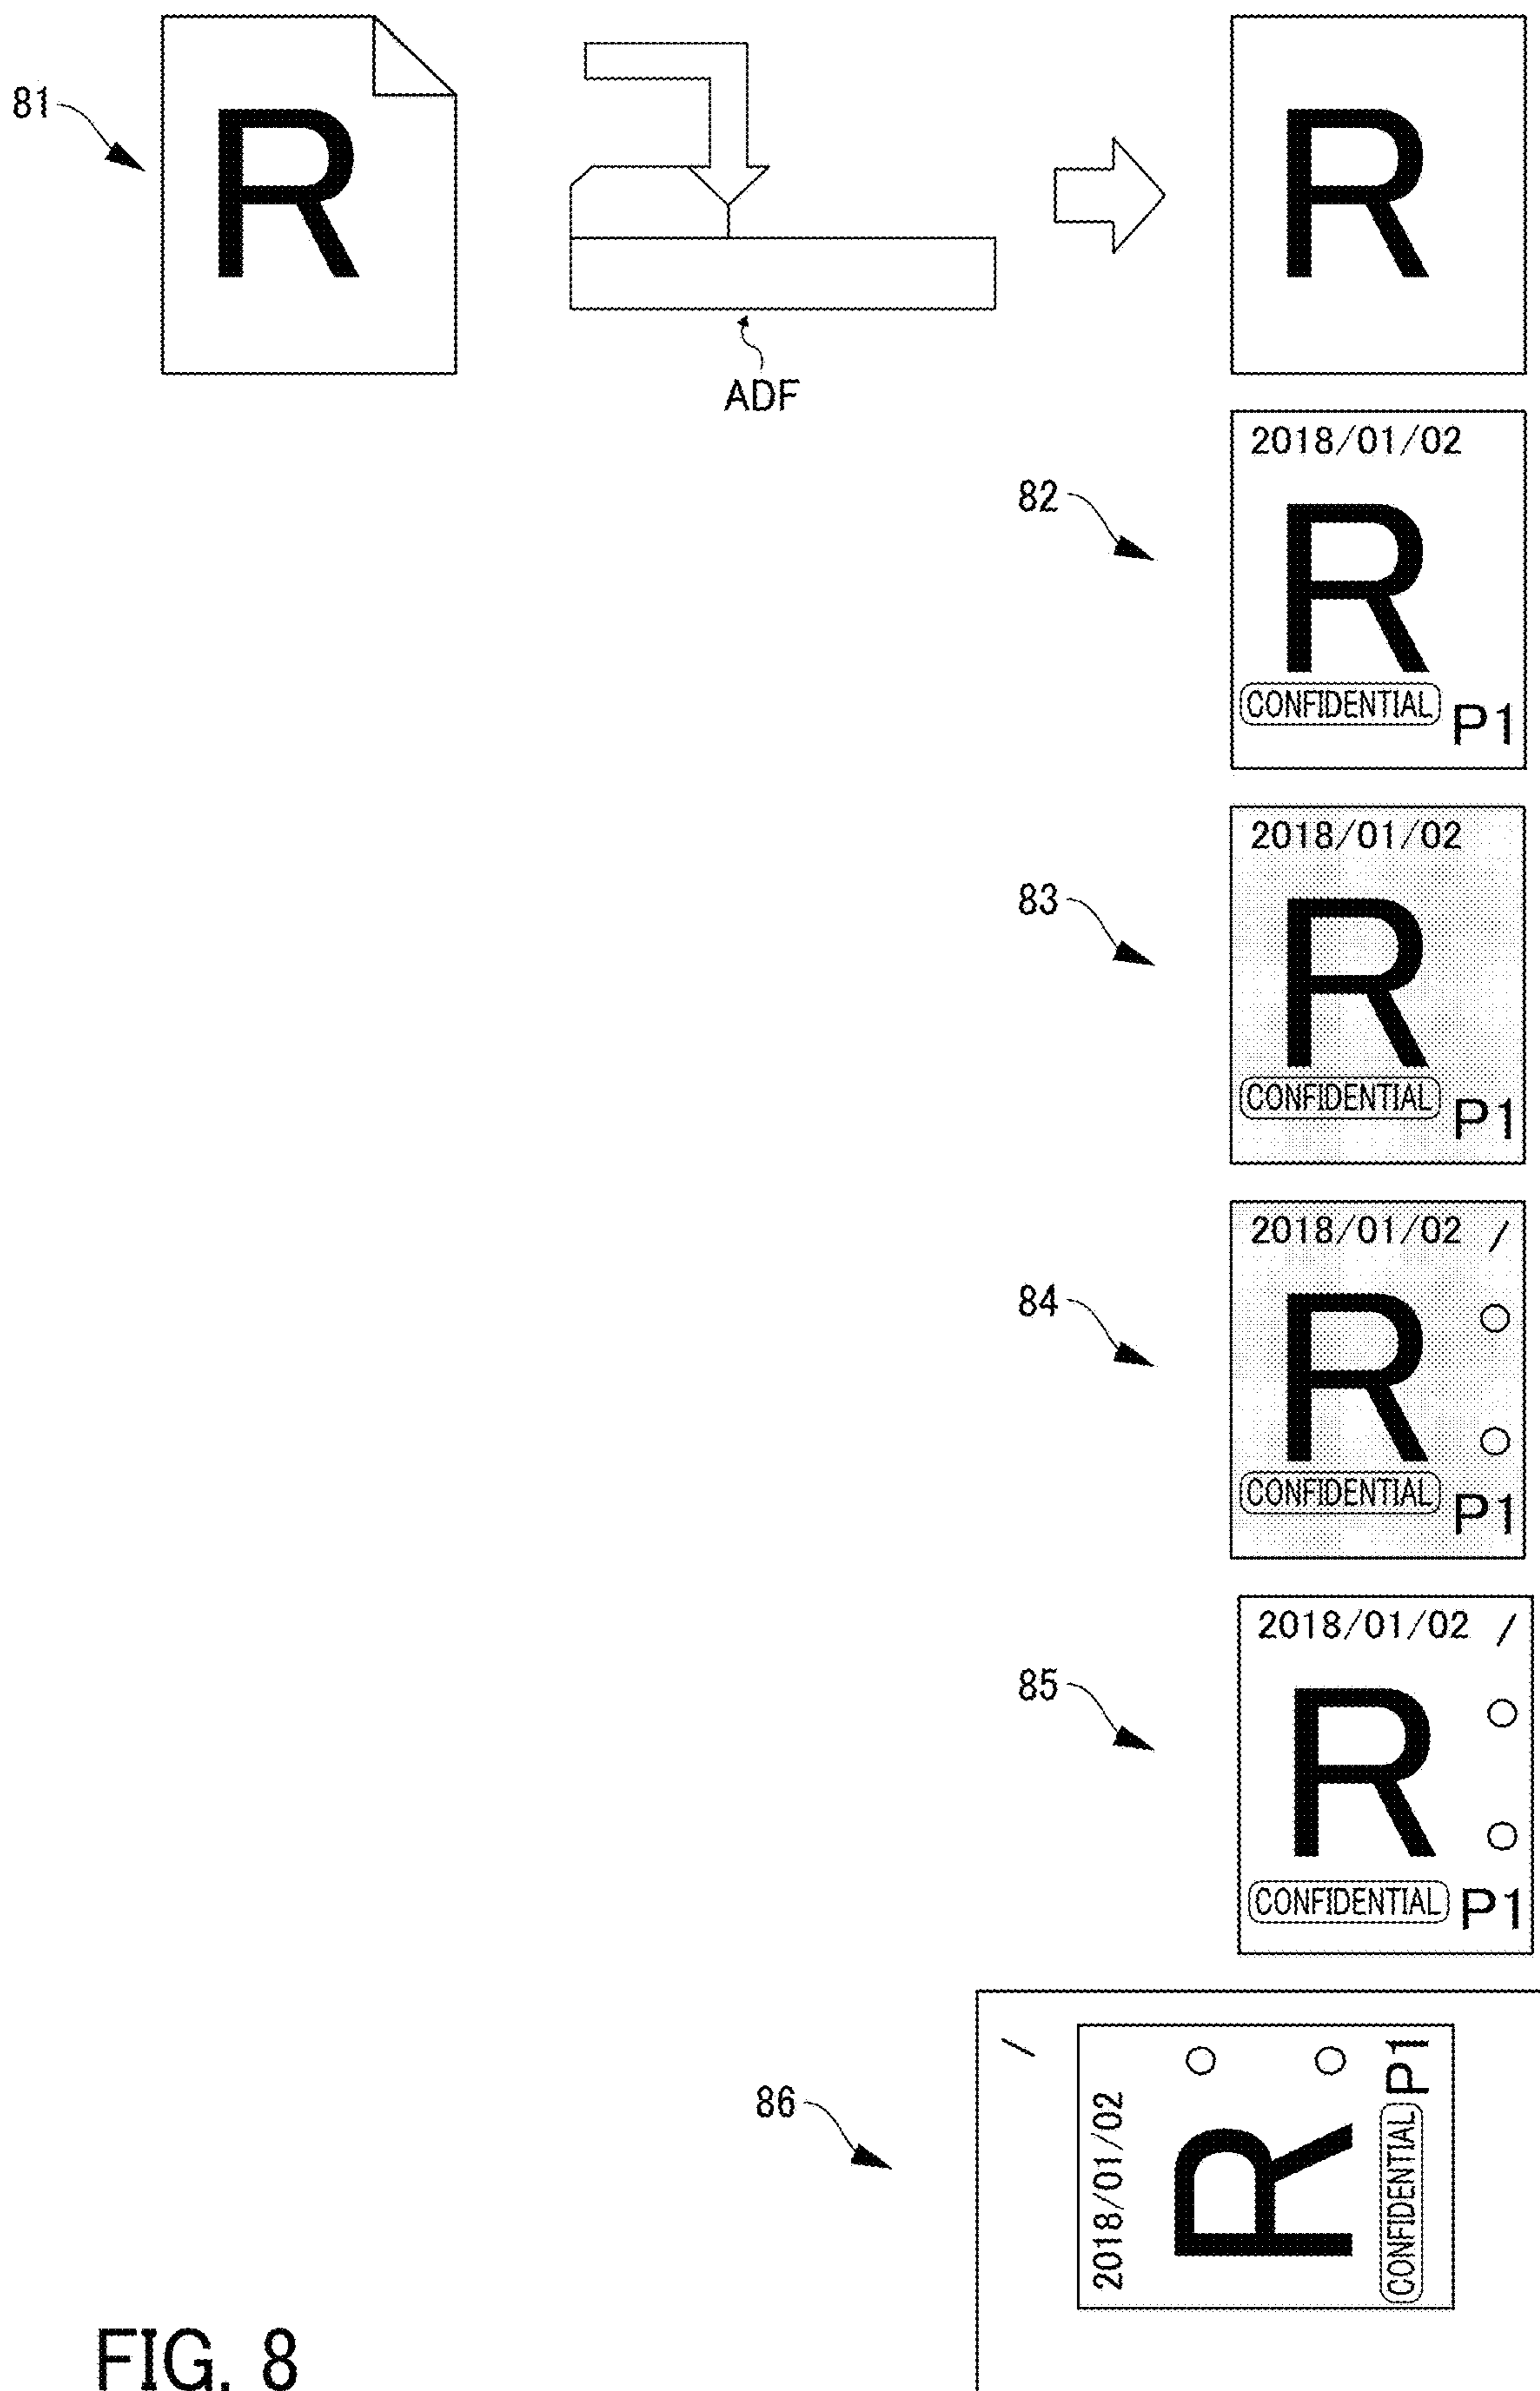 81
R
R
ADF
82
2018/01/02
R
CONFIDENTIAL
P1
83
2018/01/02
R
CONFIDENTIAL
P1
84
2018/01/02 /
R
CONFIDENTIAL
P1
85
2018/01/02 /
R
CONFIDENTIAL
P1
86
/
2018/01/02
R
CONFIDENTIAL
P1
FIG. 8